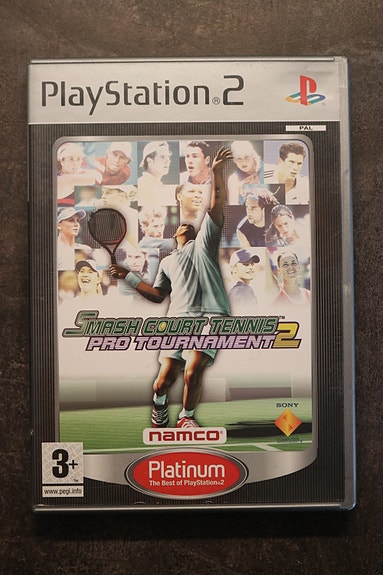 PlayStation®2
PAL
SMASH COURT TENNIS™
PRO TOURNAMENT 2
SONY
namco®
3+
www.pegi.info
Platinum
The Best of PlayStation®2